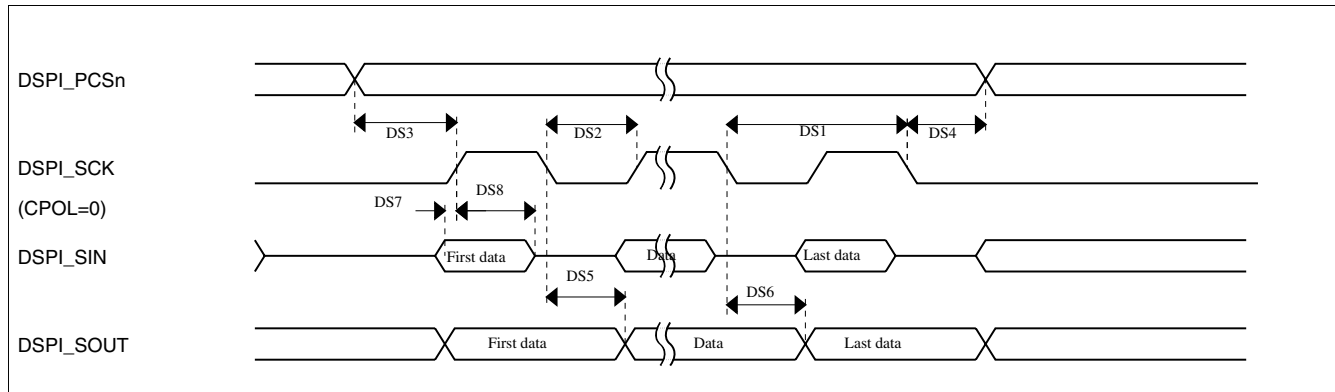 DSPI_PCSn
DS3
DS2
DS1
DS4
DSPI_SCK
(CPOL=0)
DS7
DS8
DSPI_SIN
First data
Data
Last data
DS5
DS6
DSPI_SOUT
First data
Data
Last data